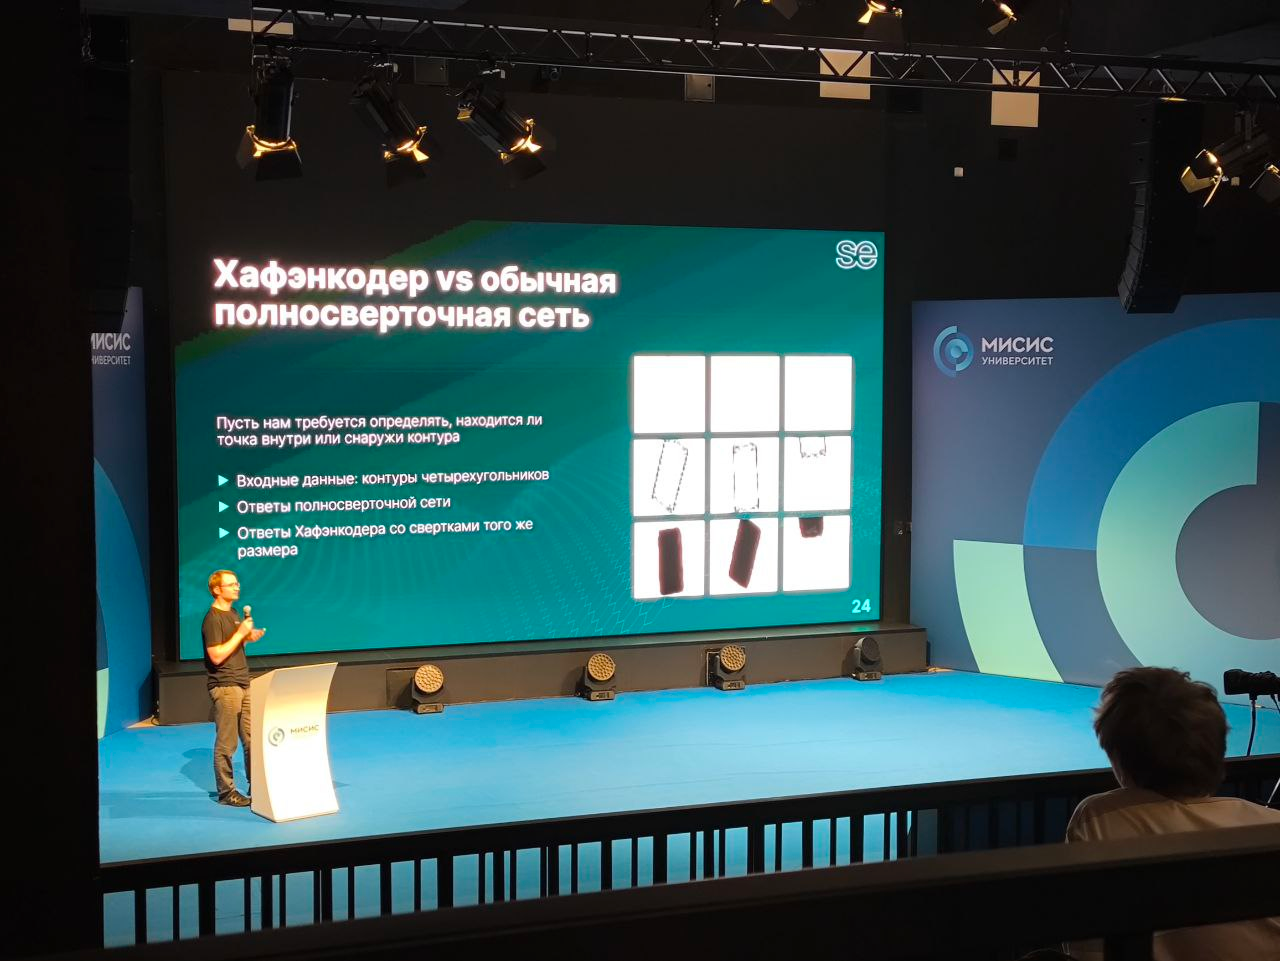 se
Хафэнкодер vs обычная
полносверточная сеть
Пусть нам требуется определять, находится ли
точка внутри или снаружи контура
Входные данные: контуры четырехугольников
Ответы полносверточной сети
Ответы Хафэнкодера со свертками того же
размера
24
МИСИС
УНИВЕРСИТЕТ
МИСИС
УНИВЕРСИТЕТ
МИСИС